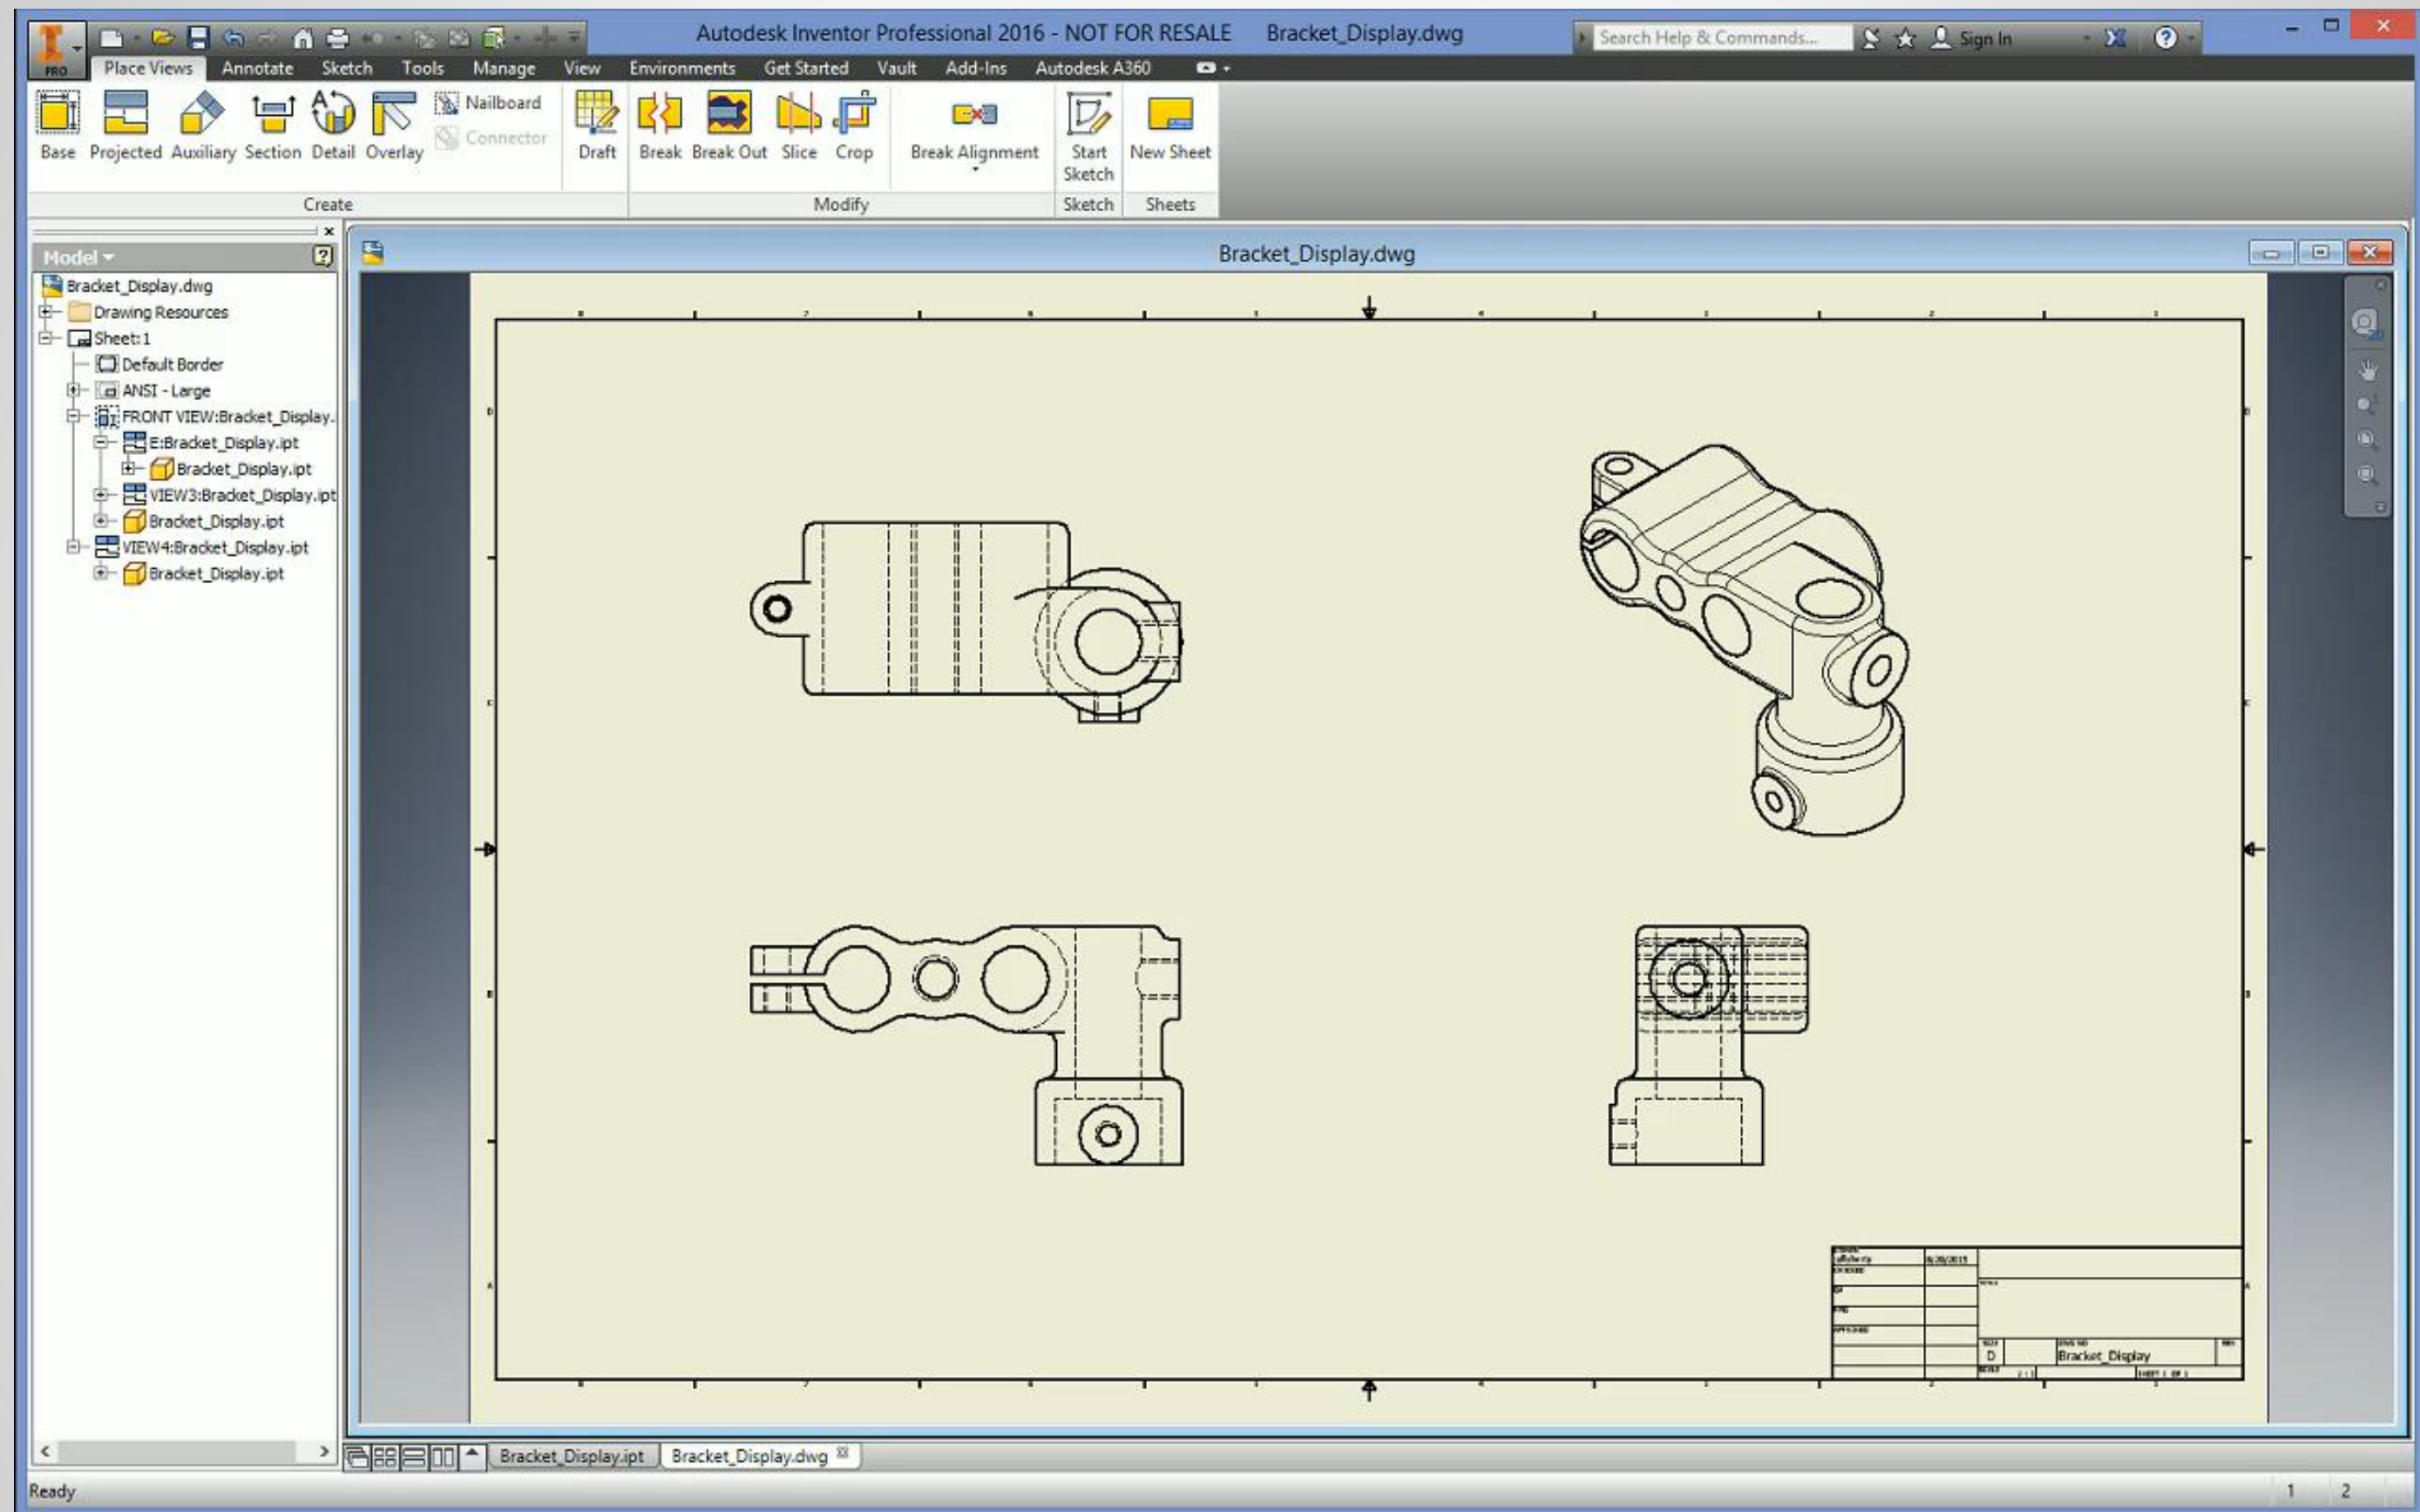 Autodesk Inventor Professional 2016 - NOT FOR RESALE Bracket_Display.dwg
Search Help & Commands...
Sign In
PRO
Place Views Annotate Sketch Tools Manage View Environments Get Started Vault Add-Ins Autodesk A360
Base Projected Auxiliary Section Detail Overlay
Nailboard
Connector
Draft Break Break Out Slice Crop Break Alignment
Start Sketch
New Sheet
Create Modify Sketch Sheets
Model
Bracket_Display.dwg
Bracket_Display.dwg
Drawing Resources
Sheet:1
Default Border
ANSI - Large
FRONT VIEW:Bracket_Display.
E:Bracket_Display.ipt
Bracket_Display.ipt
VIEW3:Bracket_Display.ipt
Bracket_Display.ipt
VIEW4:Bracket_Display.ipt
Bracket_Display.ipt
D
Bracket_Display
Bracket_Display.ipt Bracket_Display.dwg
Ready
1 2